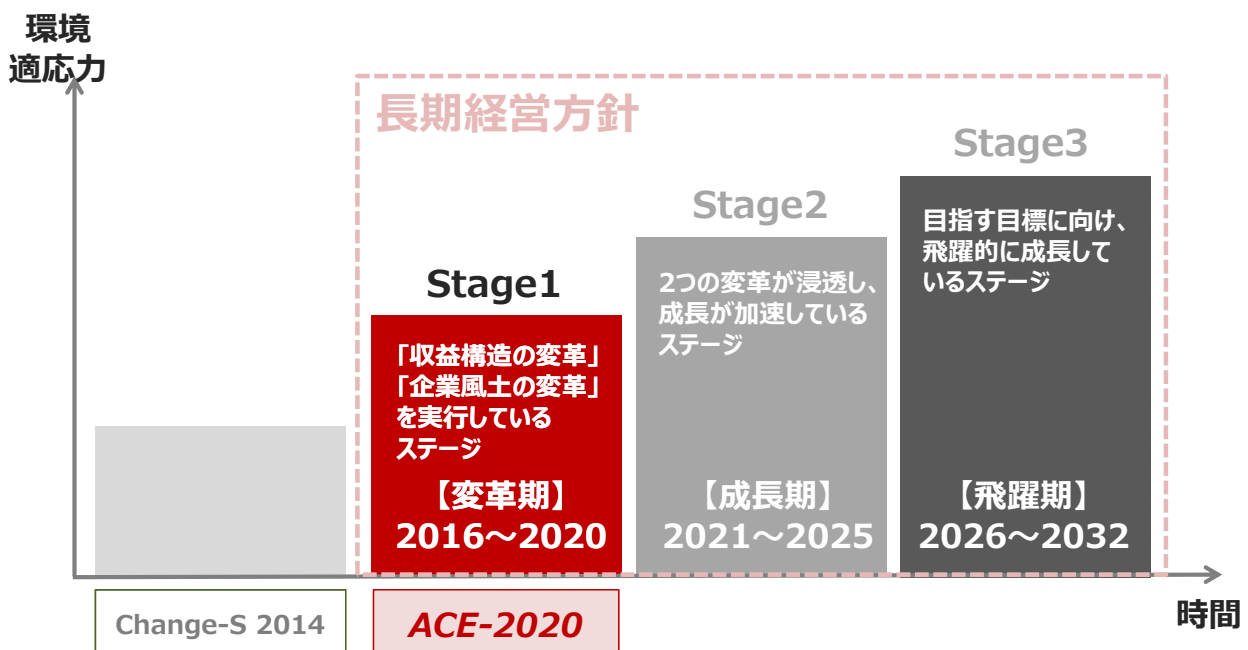 環境
適応力
長期経営方針
Stage3
目指す目標に向け、
飛躍的に成長して
いるステージ
Stage2
2つの変革が浸透し、
成長が加速している
ステージ
Stage1
「収益構造の変革」
「企業風土の変革」
を実行している
ステージ
【変革期】
2016～2020
【成長期】
2021～2025
【飛躍期】
2026～2032
時間
Change-S 2014
ACE-2020